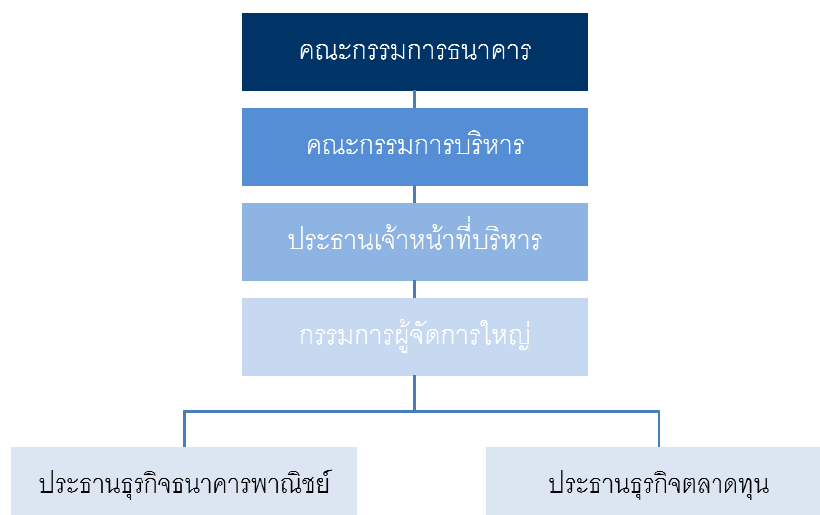 คณะกรรมการธนาคาร
คณะกรรมการบริหาร
ประธานเจ้าหน้าที่บริหาร
กรรมการผู้จัดการใหญ่
ประธานธุรกิจธนาคารพาณิชย์
ประธานธุรกิจตลาดทุน